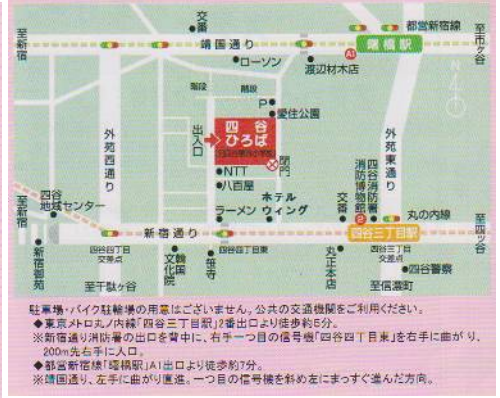 交番
都営新宿線
至新宿
靖国通り
曙橋駅
至市ヶ谷
A1
ローソン
渡辺材木店
N
階段
階段
P
愛住公園
外苑西通り
出入口
四谷
ひろば
閉門
外苑東通り
NTT
八百屋
四谷
地域センター
ラーメン
ホテル
ウィング
交番
消防博物館
四谷消防署
2
丸の内線
至新宿
新宿通り
四谷三丁目駅
至四ッ谷
新宿御苑
四谷四丁目
交差点
韓国
文化院
笹寺
四谷四丁目東
丸正本店
四谷三丁目
交差点
四谷警察
至千駄ヶ谷
至信濃町
駐車場・バイク駐輪場の用意はございません。公共の交通機関をご利用ください。
◆東京メトロ丸ノ内線「四谷三丁目駅」2番出口より徒歩約5分。
※新宿通り消防署の出口を背中に、右手一つ目の信号機「四谷四丁目東」を右手に曲がり、
200m先右手に入口。
◆都営新宿線「曙橋駅」A1出口より徒歩約7分。
※靖国通り、左手に曲がり直進。一つ目の信号機を斜め左にまっすぐ進んだ方向。